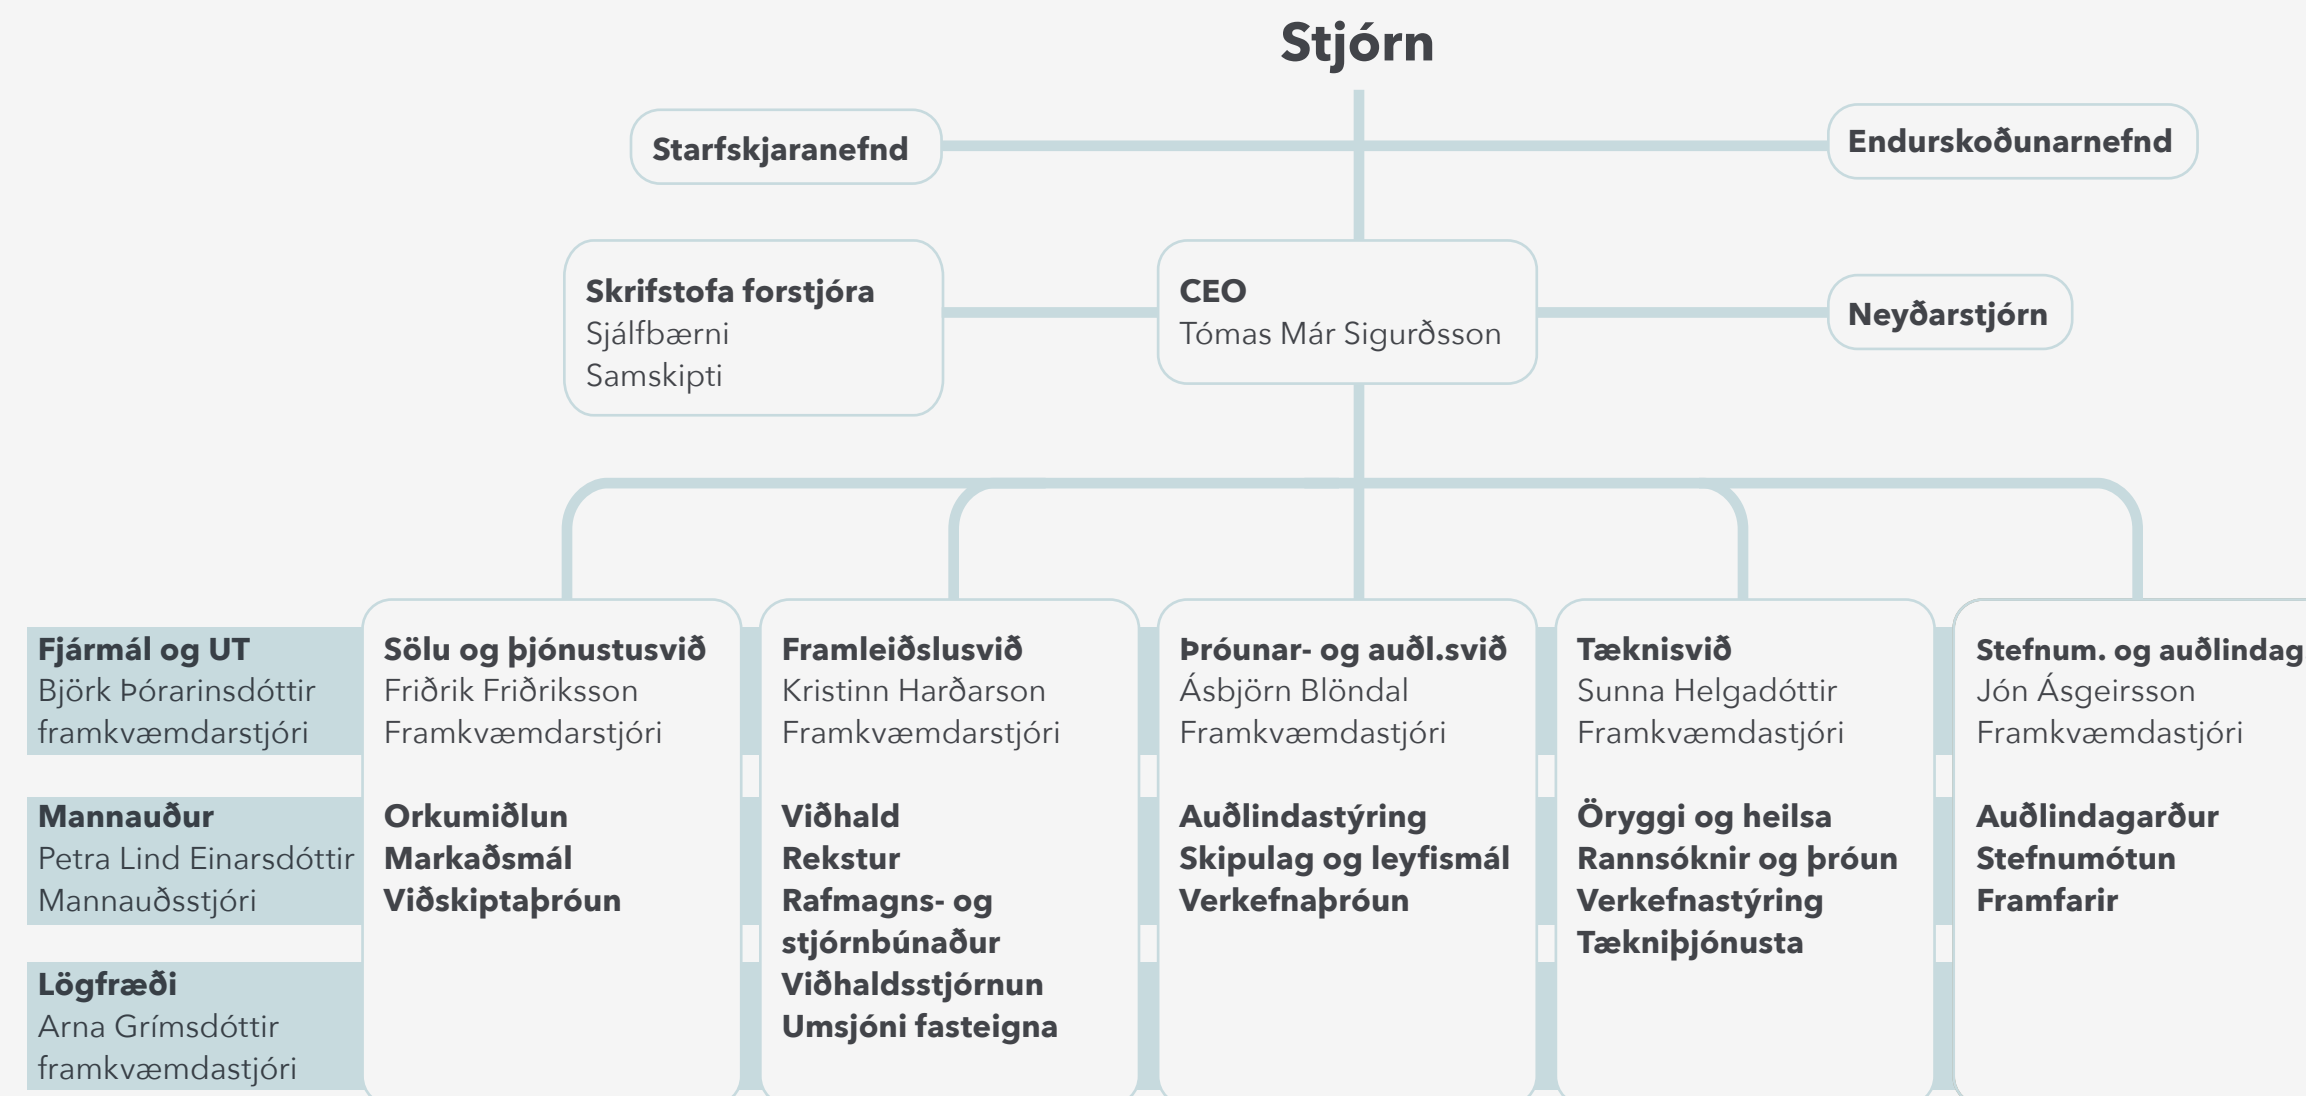 Stjórn
Starfskjaranefnd
Endurskoðunarnefnd
Skrifstofa forstjóra
Sjálfbærni
Samskipti
CEO
Tómas Már Sigurðsson
Neyðarstjórn
Fjármál og UT
Björk Þórarinsdóttir
framkvæmdarstjóri
Mannauður
Petra Lind Einarsdóttir
Mannauðsstjóri
Lögfræði
Arna Grímsdóttir
framkvæmdastjóri
Sölu og þjónustusvið
Friðrik Friðriksson
Framkvæmdarstjóri
Orkumiðlun
Markaðsmál
Viðskiptaþróun
Framleiðslusvið
Kristinn Harðarson
Framkvæmdarstjóri
Viðhald
Rekstur
Rafmagns- og
stjórnbúnaður
Viðhaldsstjórnun
Umsjóni fasteigna
Þróunar- og auðl.svið
Ásbjörn Blöndal
Framkvæmdastjóri
Auðlindastýring
Skipulag og leyfismál
Verkefnaþróun
Tæknisvið
Sunna Helgadóttir
Framkvæmdastjóri
Öryggi og heilsa
Rannsóknir og þróun
Verkefnastýring
Tækniþjónusta
Stefnum. og auðlindag
Jón Ásgeirsson
Framkvæmdastjóri
Auðlindagarður
Stefnumótun
Framfarir